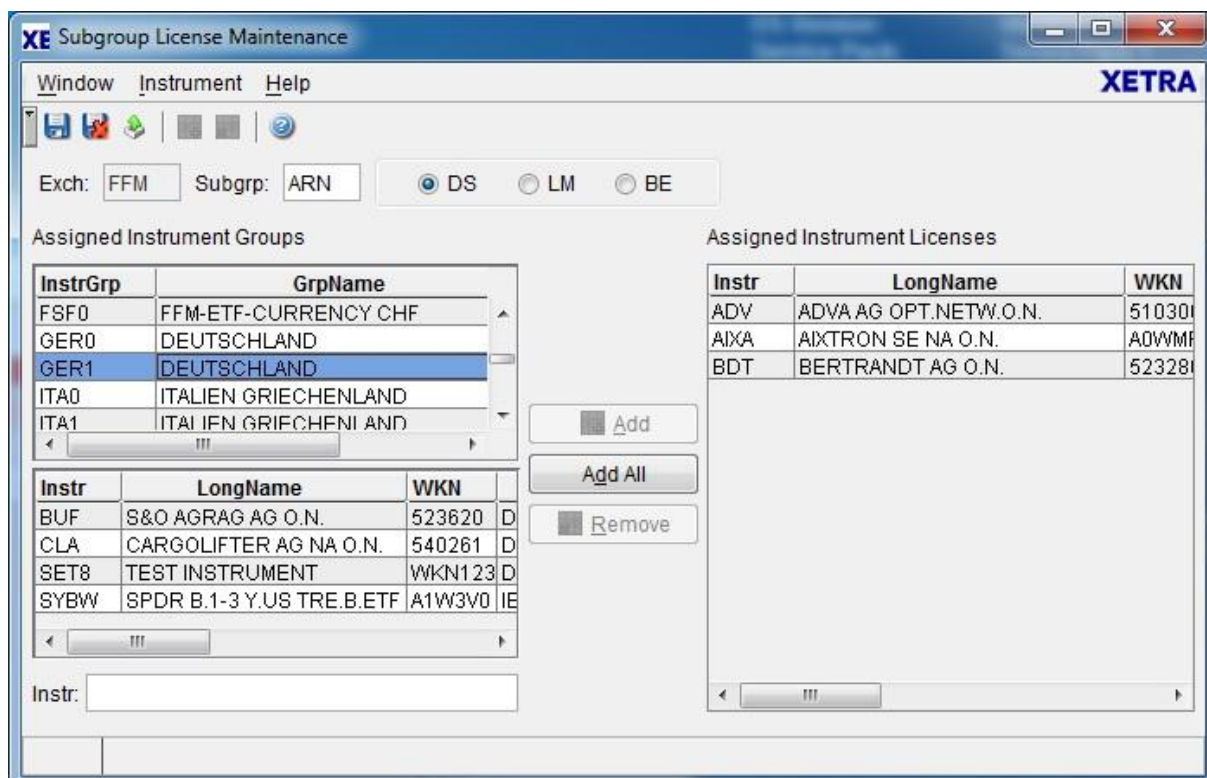 XE Subgroup License Maintenance
Window Instrument Help XETRA
Exch: FFM Subgrp: ARN DS LM BE
Assigned Instrument Groups
InstrGrp GrpName
FSF0 FFM-ETF-CURRENCY CHF
GER0 DEUTSCHLAND
GER1 DEUTSCHLAND
ITA0 ITALIEN GRIECHENLAND
ITA1 ITALIEN GRIECHENLAND
Instr LongName WKN
BUF S&O AGRAG AG O.N. 523620 D
CLA CARGOLIFTER AG NA O.N. 540261 D
SET8 TEST INSTRUMENT WKN123 D
SYBW SPDR B.1-3 Y.US TRE.B.ETF A1W3V0 IE
Instr:
Add
Add All
Remove
Assigned Instrument Licenses
Instr LongName WKN
ADV ADVA AG OPT.NETW.O.N. 51030
AIXA AIXTRON SE NA O.N. A0WM
BDT BERTRANDT AG O.N. 52328